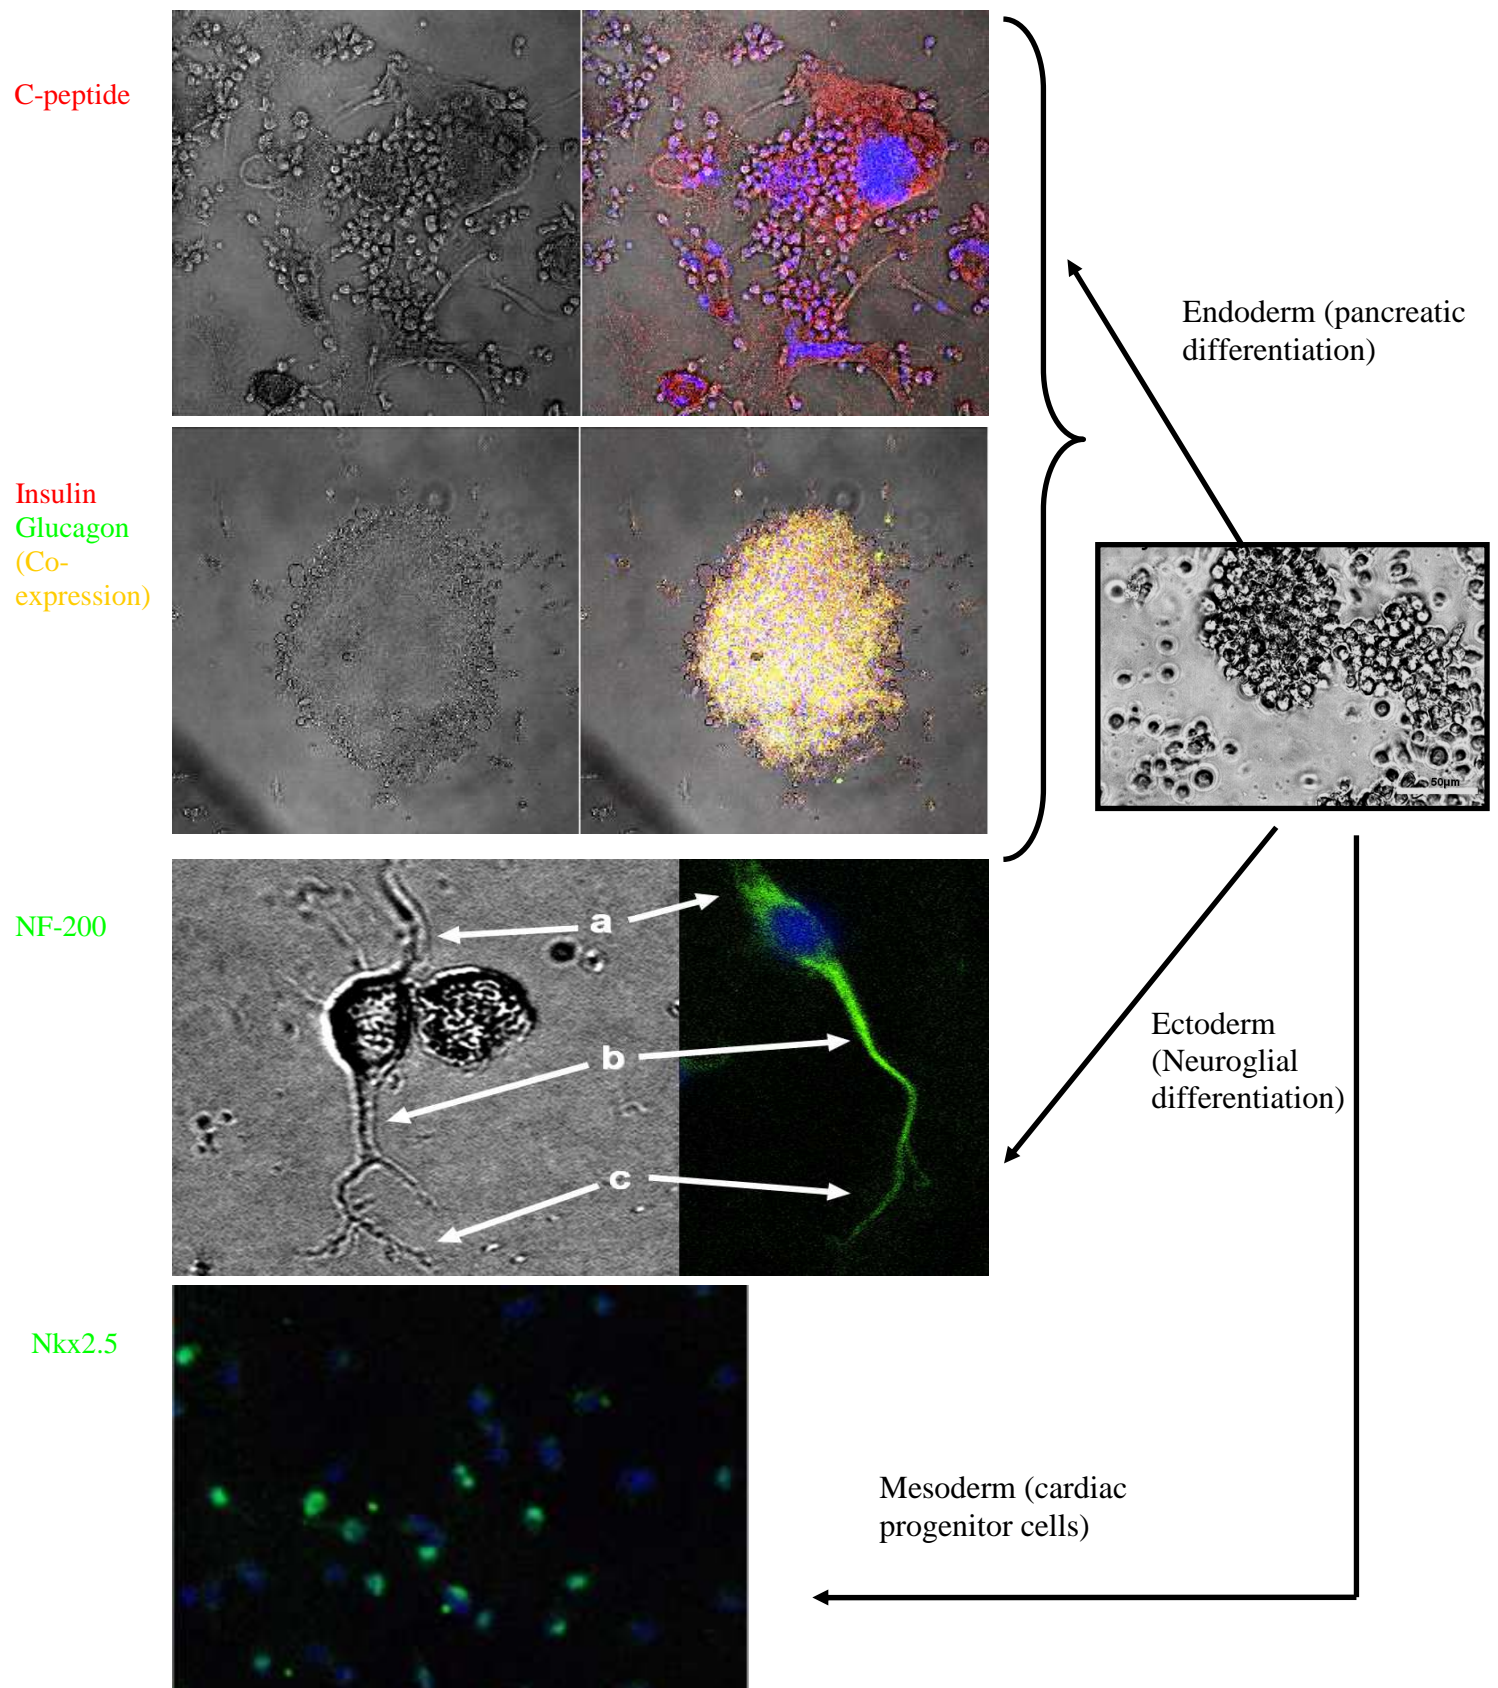 C-peptide
Endoderm (pancreatic
differentiation)
Insulin
Glucagon
(Co-
expression)
50µm
NF-200
a
b
c
Ectoderm
(Neuroglial
differentiation)
Nkx2.5
Mesoderm (cardiac
progenitor cells)